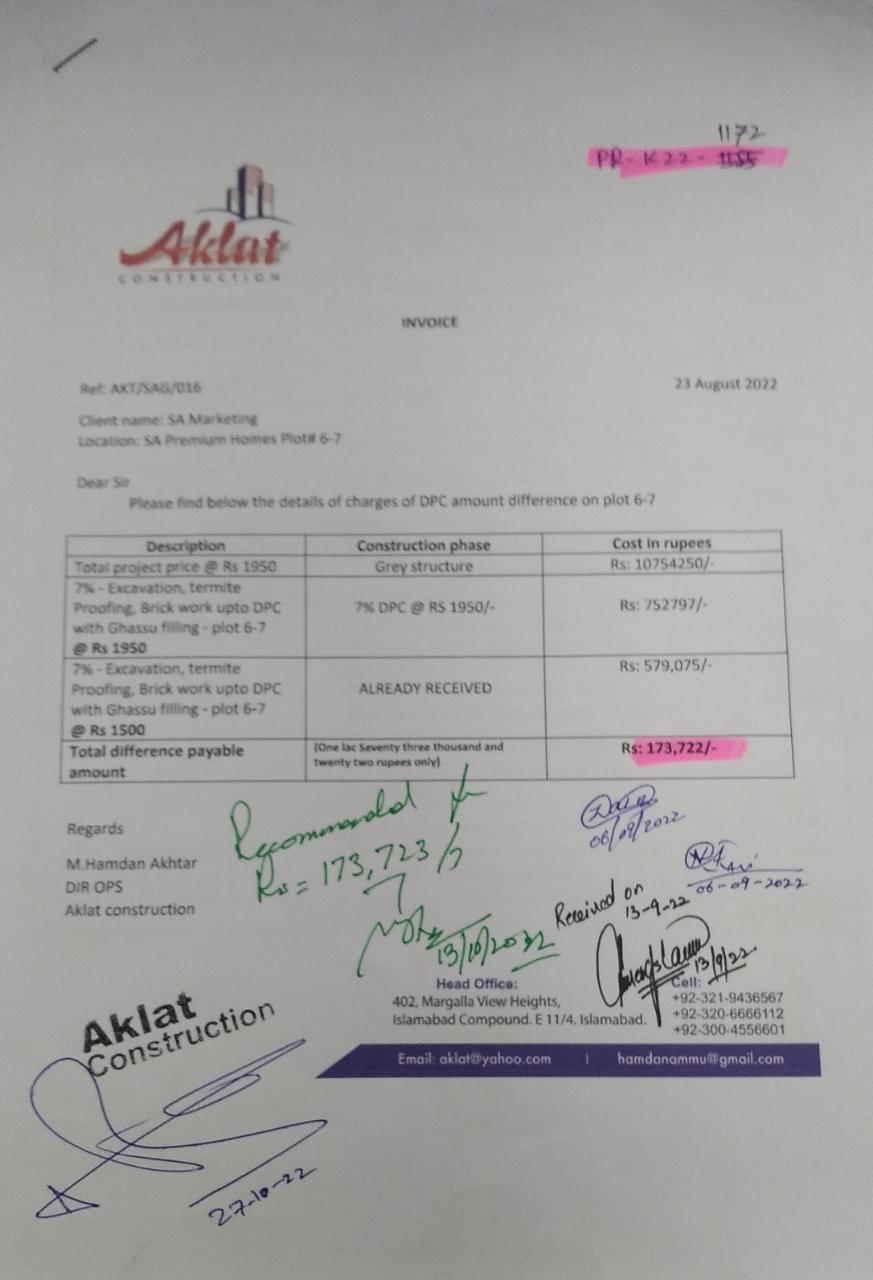 1172
PR-K22-1155
Aklat
CONSTRUCTION
INVOICE
Ref: AKT/SAG/016
23 August 2022
Client name: SA Marketing
Location: SA Premium Homes Plot# 6-7
Dear Sir
Please find below the details of charges of DPC amount difference on plot 6-7
Description Construction phase Cost in rupees
Total project price @ Rs 1950 Grey structure Rs: 10754250/-
7% - Excavation, termite
Proofing, Brick work upto DPC 7% DPC @ RS 1950/- Rs: 752797/-
with Ghassu filling - plot 6-7
@ Rs 1950
7% - Excavation, termite Rs: 579,075/-
Proofing, Brick work upto DPC ALREADY RECEIVED
with Ghassu filling - plot 6-7
@ Rs 1500
Total difference payable (One lac Seventy three thousand and Rs: 173,722/-
amount twenty two rupees only)
Recommended
Rs = 173,723/
13/10/2022
06/09/2022
06-09-2022
Received on
13-9-22
13/9/22
Regards
M.Hamdan Akhtar
DIR OPS
Aklat construction
Head Office:
402, Margalla View Heights,
Islamabad Compound. E 11/4. Islamabad.
Cell:
+92-321-9436567
+92-320-6666112
+92-300-4556601
Email: aklat@yahoo.com | hamdanammu@gmail.com
Aklat
Construction
27-10-22